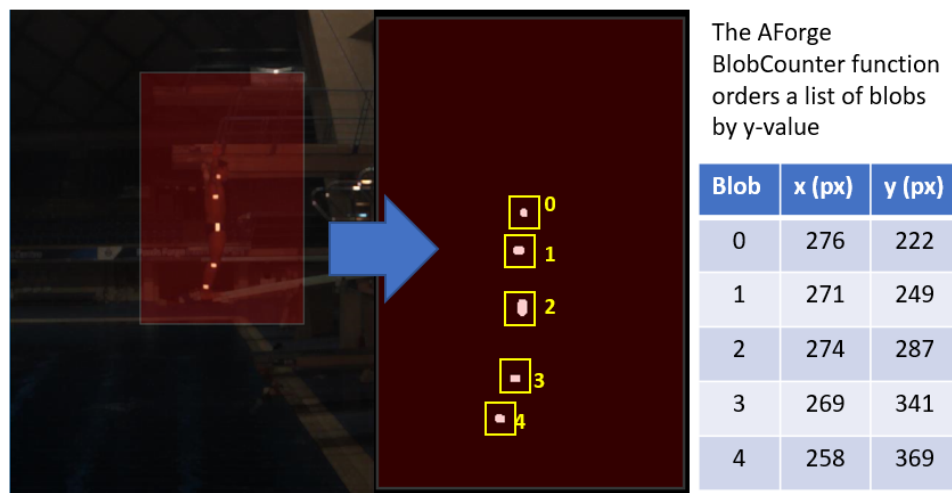 The AForge
BlobCounter function
orders a list of blobs
by y-value
0
1
2
3
4
Blob x (px) y (px)
0 276 222
1 271 249
2 274 287
3 269 341
4 258 369